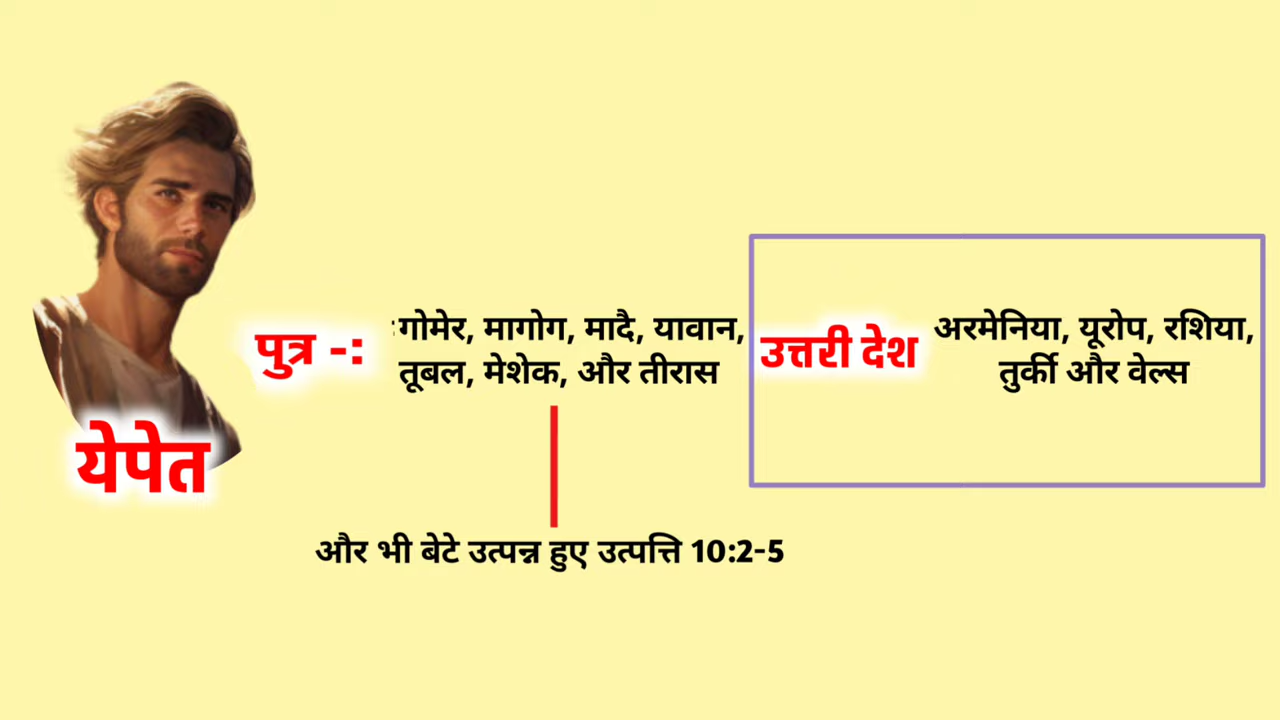 येपेत
पुत्र -:
गोमेर, मागोग, मादै, यावान,
तूबल, मेशेक, और तीरास
उत्तरी देश
अरमेनिया, यूरोप, रशिया,
तुर्की और वेल्स
और भी बेटे उत्पन्न हुए उत्पत्ति 10:2-5